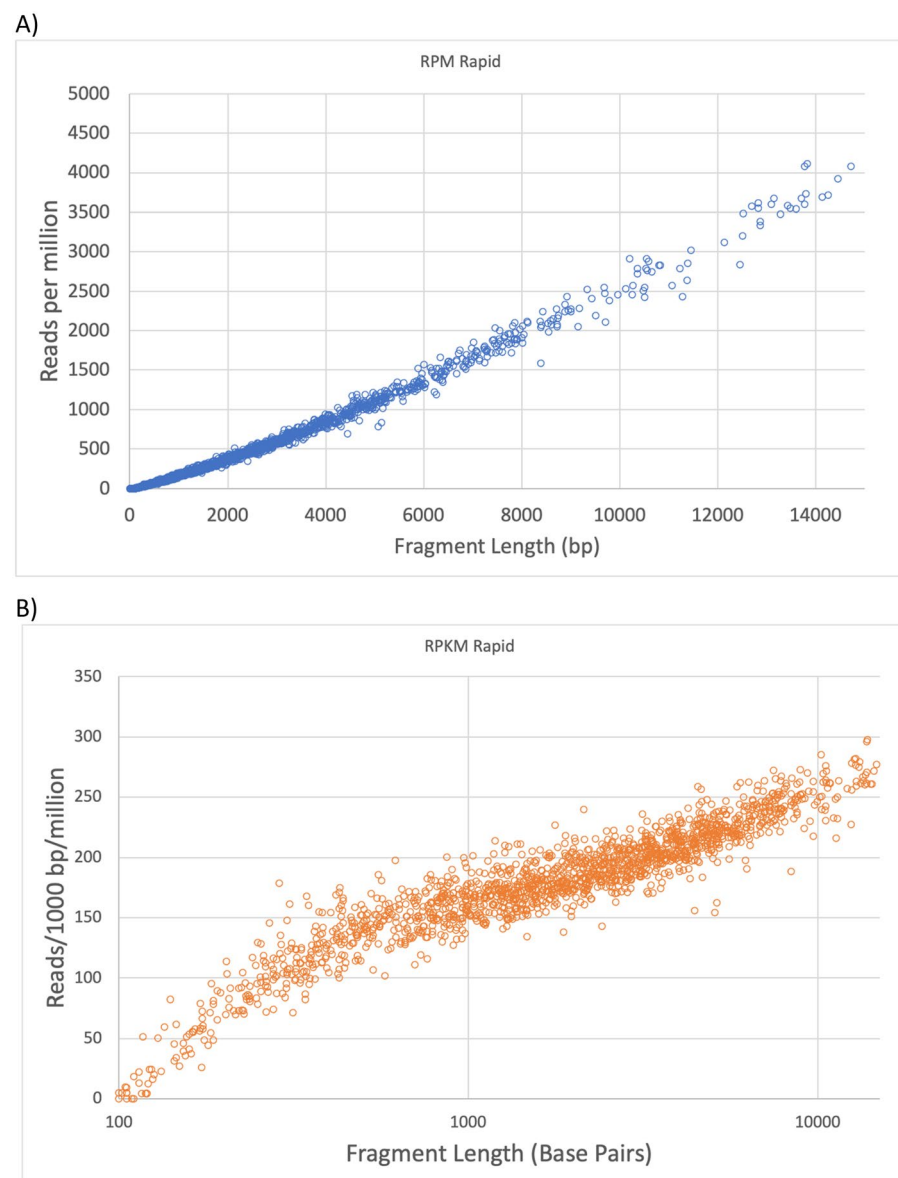 A)
RPM Rapid
5000
4500
4000
3500
3000
2500
2000
1500
1000
500
0
Reads per million
0 2000 4000 6000 8000 10000 12000 14000
Fragment Length (bp)
B)
RPKM Rapid
350
300
250
200
150
100
50
0
Reads/1000 bp/million
100 1000 10000
Fragment Length (Base Pairs)